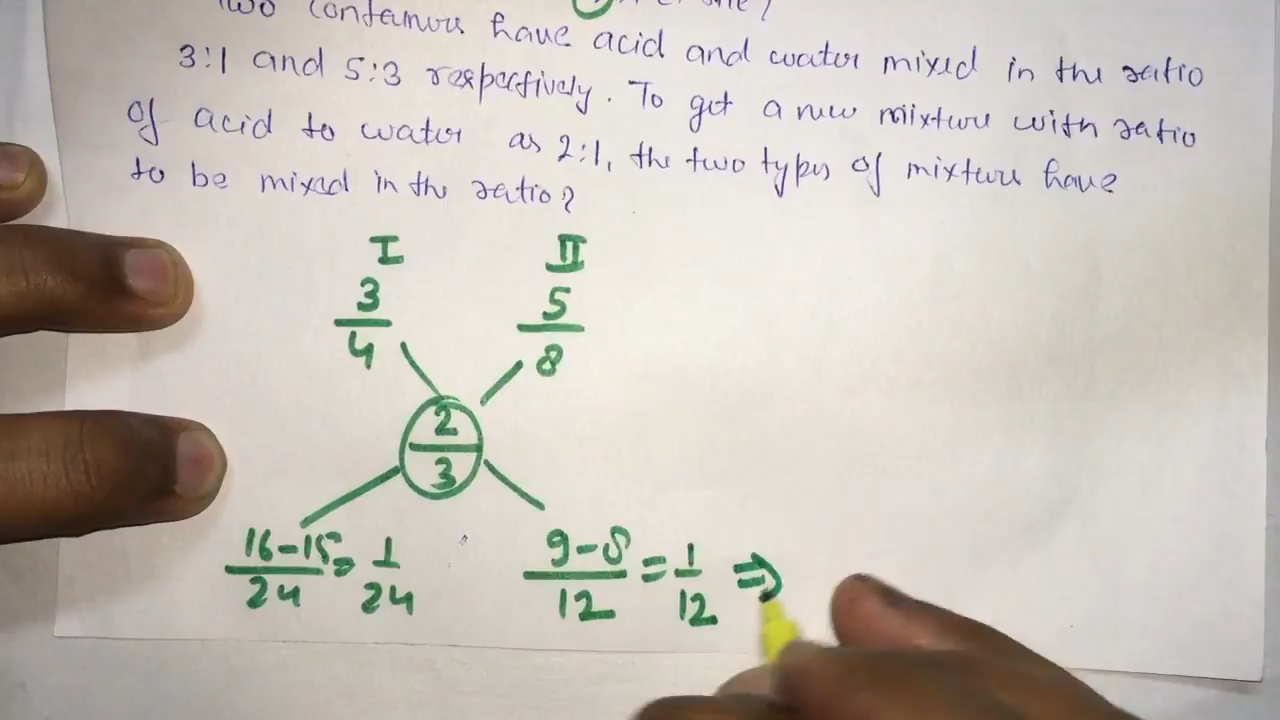 Two containers have acid and water mixed in the ratio
3:1 and 5:3 respectively. To get a new mixture with ratio
of acid to water as 2:1, the two types of mixture have
to be mixed in the ratio?
I II
3/4 5/8
2/3
16-15/24 = 1/24 9-8/12 = 1/12 ⇒